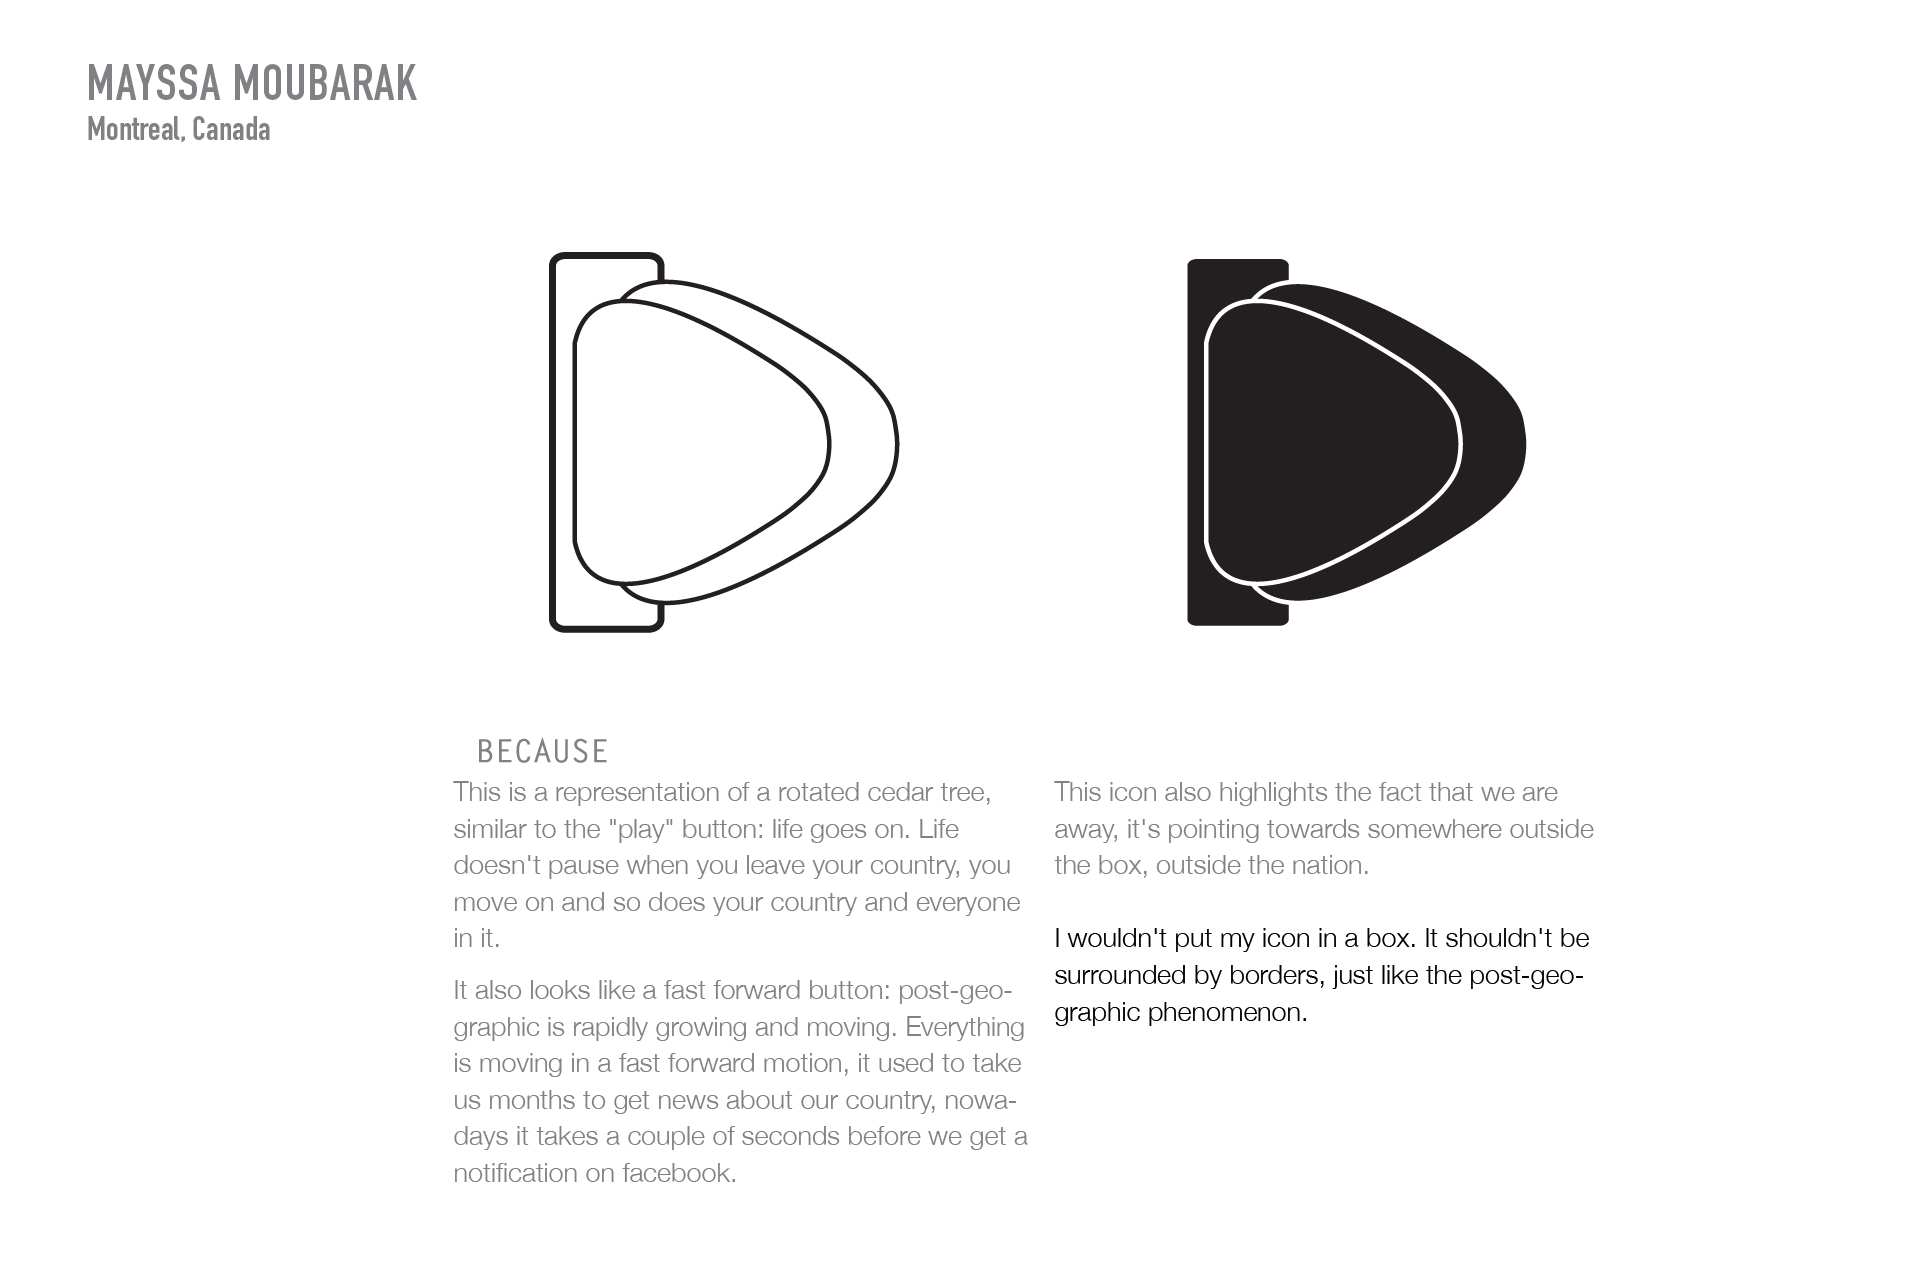 MAYSSA MOUBARAK
Montreal, Canada
BECAUSE
This is a representation of a rotated cedar tree,
similar to the "play" button: life goes on. Life
doesn't pause when you leave your country, you
move on and so does your country and everyone
in it.
It also looks like a fast forward button: post-geo-
graphic is rapidly growing and moving. Everything
is moving in a fast forward motion, it used to take
us months to get news about our country, nowa-
days it takes a couple of seconds before we get a
notification on facebook.
This icon also highlights the fact that we are
away, it's pointing towards somewhere outside
the box, outside the nation.
I wouldn't put my icon in a box. It shouldn't be
surrounded by borders, just like the post-geo-
graphic phenomenon.